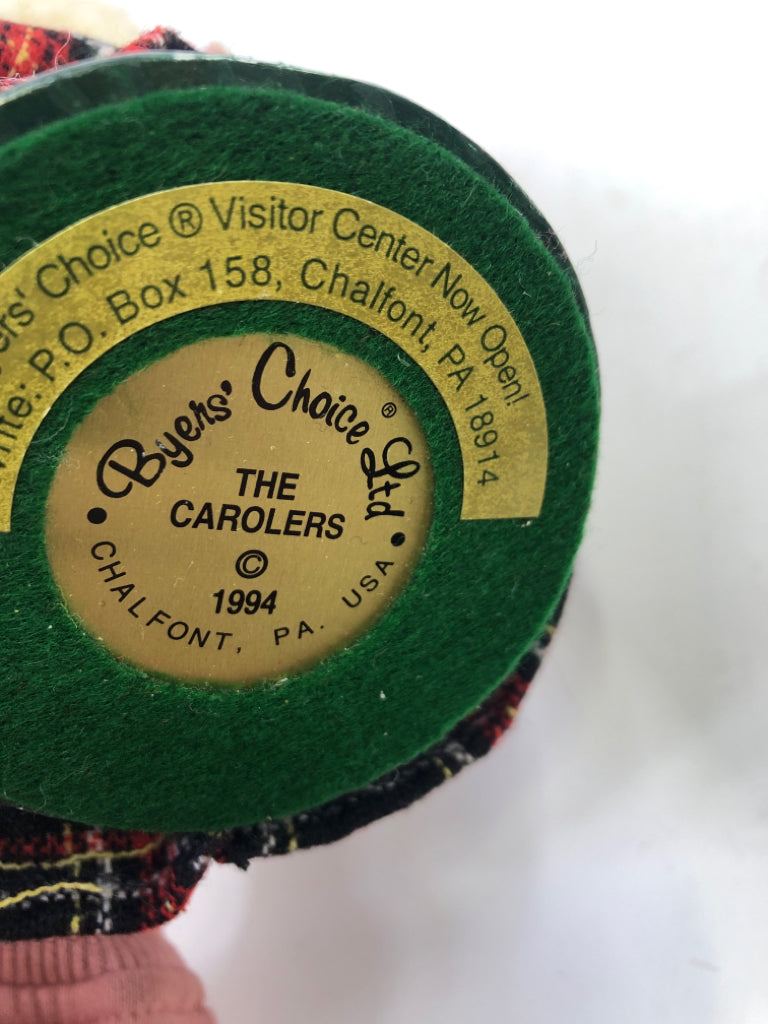 Choice ® Visitor Center Now Open!
P.O. Box 158, Chalfont, PA 18914
Byers' Choice ® Ltd
THE
CAROLERS
©
1994
• CHALFONT, PA. USA •